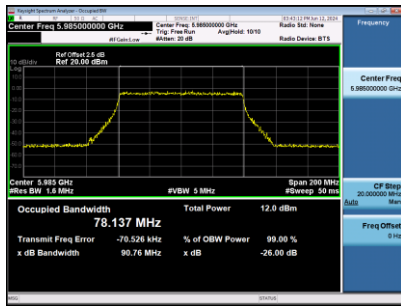 Keysight Spectrum Analyzer - Occupied BW
RF 50 Ω AC SENSE:INT 03:43:12 PM Jun 12, 2024
Center Freq 5.985000000 GHz Center Freq: 5.985000000 GHz Radio Std: None Frequency
Trig: Free Run Avg|Hold: 10/10
#IFGain:Low #Atten: 20 dB Radio Device: BTS
Ref Offset 2.5 dB
10 dB/div Ref 20.00 dBm
Log
Center Freq
5.985000000 GHz
Center 5.985 GHz Span 200 MHz
#Res BW 1.6 MHz #VBW 5 MHz #Sweep 50 ms
CF Step
20.000000 MHz
Auto Man
Occupied Bandwidth Total Power 12.0 dBm
78.137 MHz
Freq Offset
0 Hz
Transmit Freq Error -70.526 kHz % of OBW Power 99.00 %
x dB Bandwidth 90.76 MHz x dB -26.00 dB
MSG STATUS